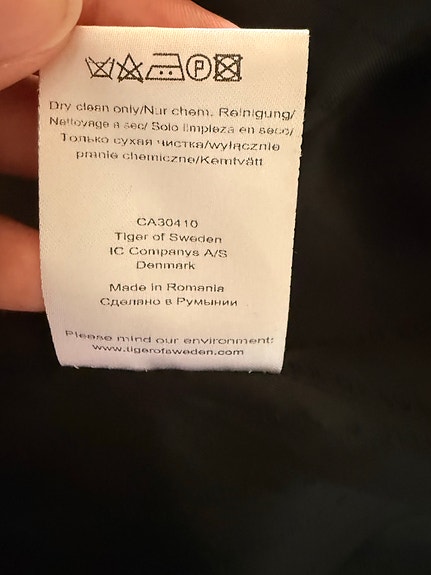 P
Dry clean only/Nur chem. Reinigung/
Nettoyage a sec/ Solo limpieza en seco/
Только сухая чистка/wyłącznie
pranie chemiczne/Kemtvätt
CA30410
Tiger of Sweden
IC Companys A/S
Denmark
Made in Romania
Сделано в Румынии
Please mind our environment:
www.tigerofsweden.com